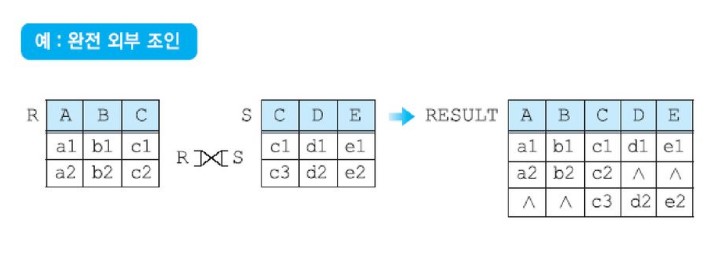 예 : 완전 외부 조인
R A B C
a1 b1 c1
a2 b2 c2
R ⟗ S
S C D E
c1 d1 e1
c3 d2 e2
RESULT A B C D E
a1 b1 c1 d1 e1
a2 b2 c2 ∧ ∧
∧ ∧ c3 d2 e2